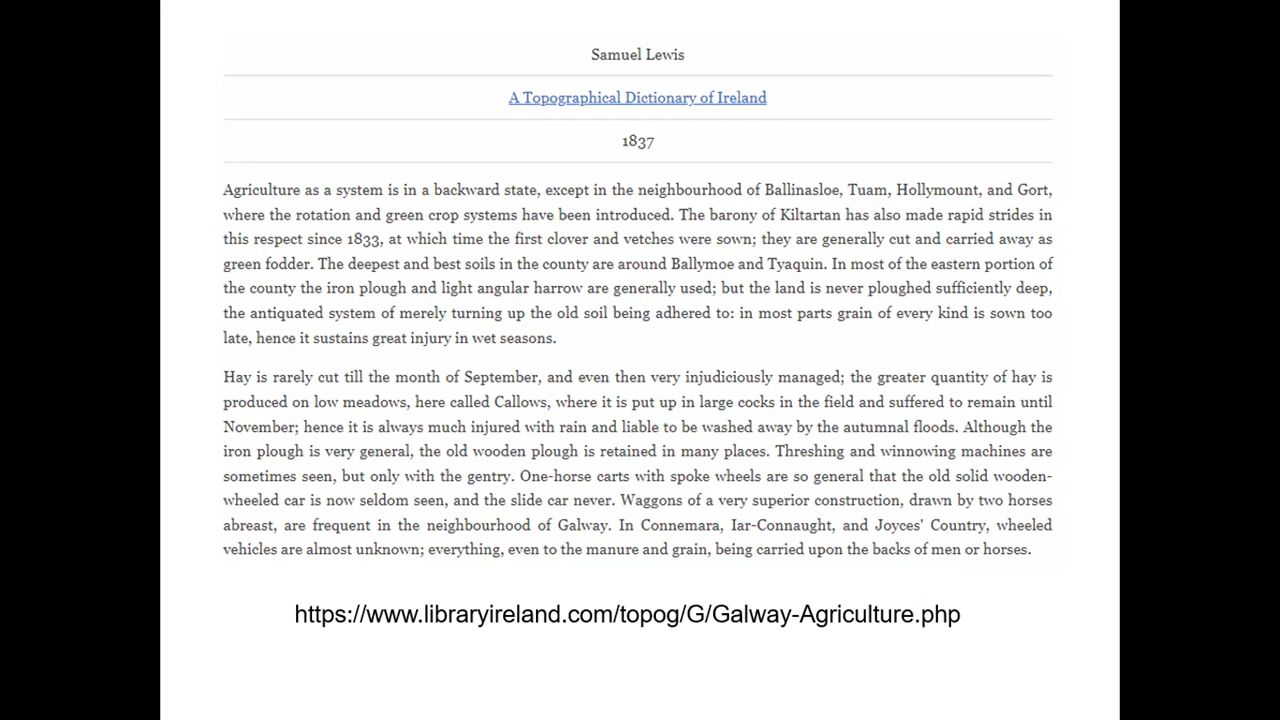 Samuel Lewis
A Topographical Dictionary of Ireland
1837
Agriculture as a system is in a backward state, except in the neighbourhood of Ballinasloe, Tuam, Hollymount, and Gort,
where the rotation and green crop systems have been introduced. The barony of Kiltartan has also made rapid strides in
this respect since 1833, at which time the first clover and vetches were sown; they are generally cut and carried away as
green fodder. The deepest and best soils in the county are around Ballymoe and Tyaquin. In most of the eastern portion of
the county the iron plough and light angular harrow are generally used; but the land is never ploughed sufficiently deep,
the antiquated system of merely turning up the old soil being adhered to: in most parts grain of every kind is sown too
late, hence it sustains great injury in wet seasons.
Hay is rarely cut till the month of September, and even then very injudiciously managed; the greater quantity of hay is
produced on low meadows, here called Callows, where it is put up in large cocks in the field and suffered to remain until
November; hence it is always much injured with rain and liable to be washed away by the autumnal floods. Although the
iron plough is very general, the old wooden plough is retained in many places. Threshing and winnowing machines are
sometimes seen, but only with the gentry. One-horse carts with spoke wheels are so general that the old solid wooden-
wheeled car is now seldom seen, and the slide car never. Waggons of a very superior construction, drawn by two horses
abreast, are frequent in the neighbourhood of Galway. In Connemara, Iar-Connaught, and Joyces' Country, wheeled
vehicles are almost unknown; everything, even to the manure and grain, being carried upon the backs of men or horses.
https://www.libraryireland.com/topog/G/Galway-Agriculture.php